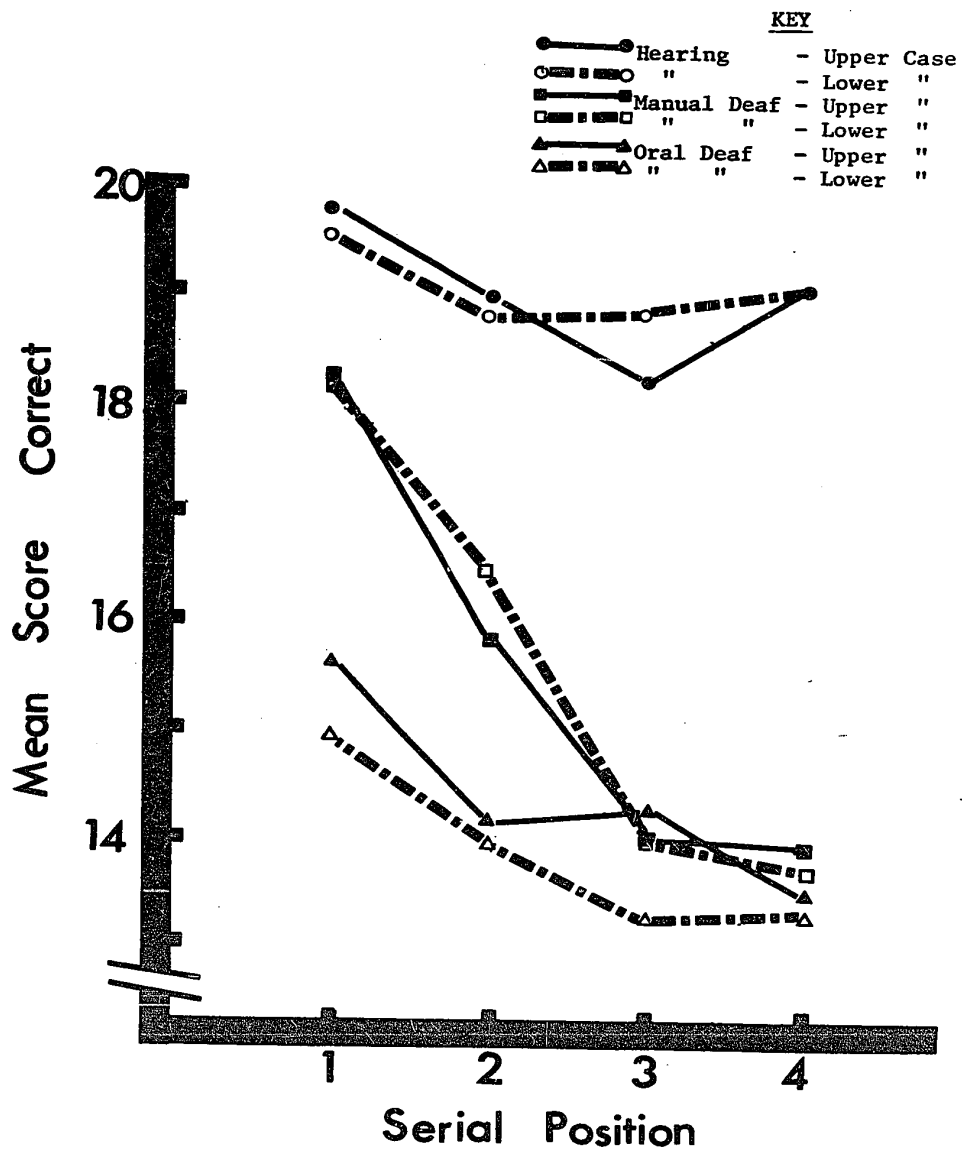 KEY
Hearing - Upper Case
" - Lower "
Manual Deaf - Upper "
" " - Lower "
Oral Deaf - Upper "
" " - Lower "
20
18
16
14
Mean Score Correct
1 2 3 4
Serial Position